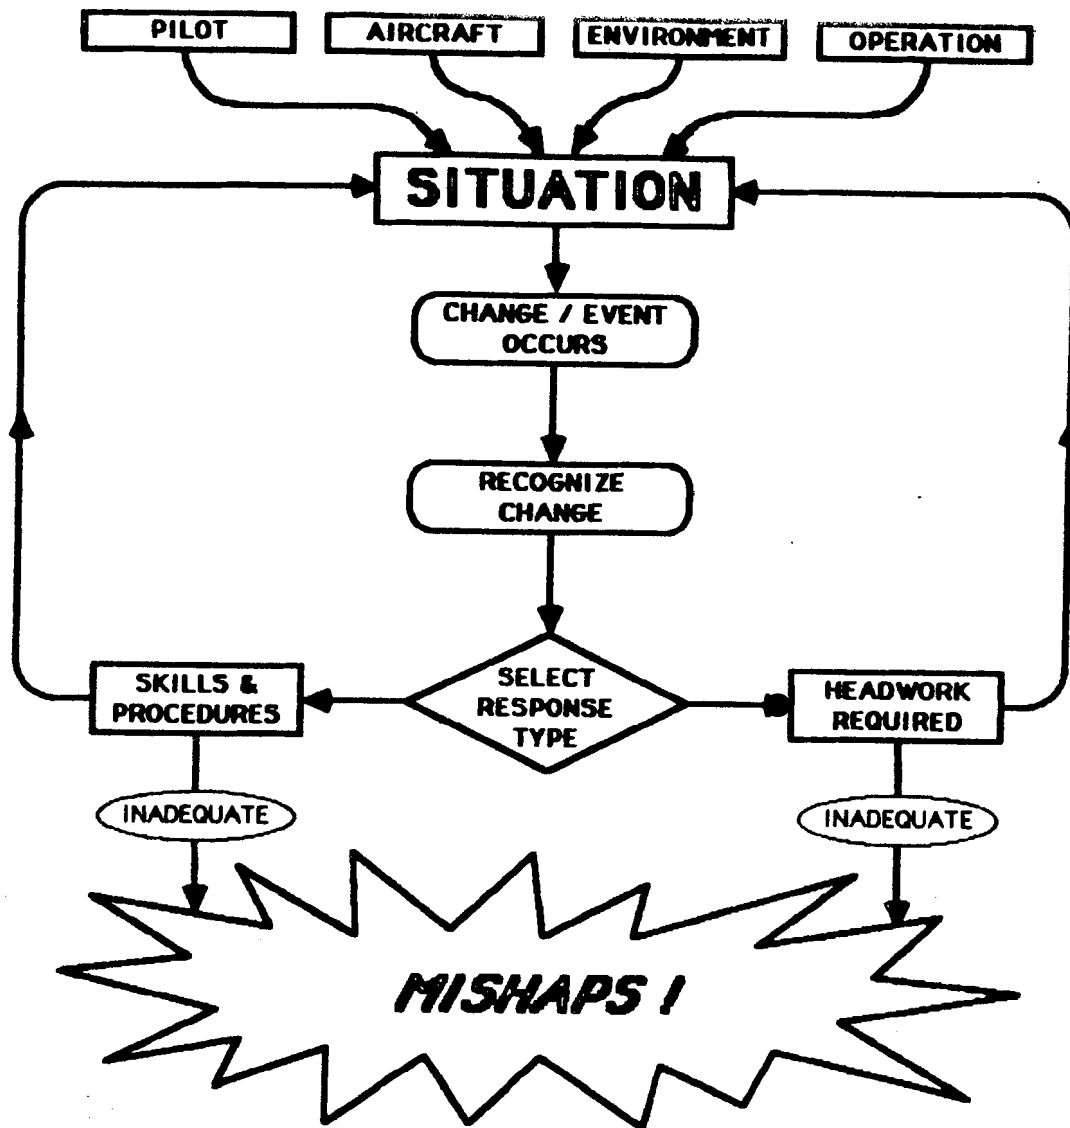 PILOT
AIRCRAFT
ENVIRONMENT
OPERATION
SITUATION
CHANGE / EVENT
OCCURS
RECOGNIZE
CHANGE
SELECT
RESPONSE
TYPE
SKILLS &
PROCEDURES
HEADWORK
REQUIRED
INADEQUATE
INADEQUATE
MISHAPS !